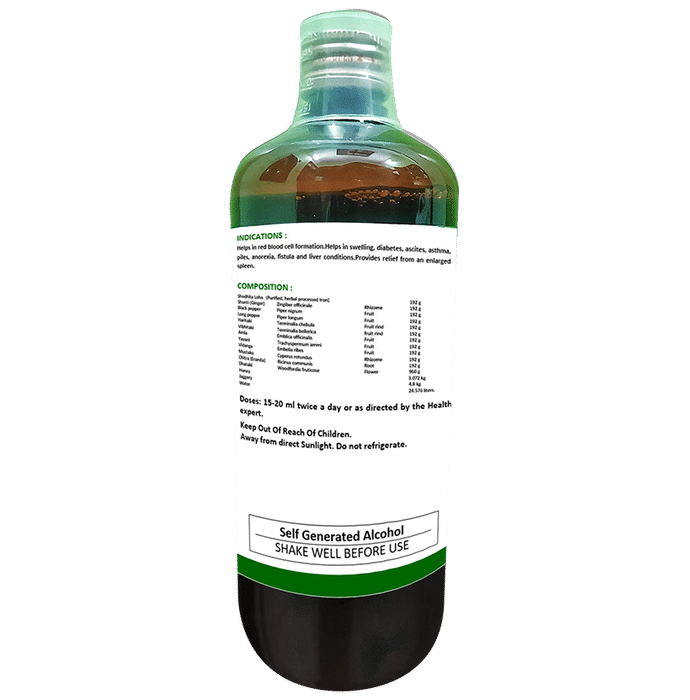 INDICATIONS :
Helps in red blood cell formation.Helps in swelling, diabetes, ascites, asthma,
piles, anorexia, fistula and liver conditions.Provides relief from an enlarged
spleen.
COMPOSITION :
Shodhita Loha (Purified, herbal processed Iron) 192 g
Shunti (Ginger) Zingiber officinale Rhizome 192 g
Black pepper Piper nigrum Fruit 192 g
Long pepper Piper longum Fruit 192 g
Haritaki Terminalia chebula Fruit rind 192 g
Vibhitaki Terminalia bellerica fruit rind 192 g
Amla Emblica officinalis Fruit 192 g
Yavani Trachyspermum ammi Fruit 192 g
Vidanga Embelia ribes Fruit 192 g
Mustaka Cyperus rotundus Rhizome 192 g
Chitra (Eranda) Ricinus communis Root 192 g
Dhataki Woodfordia fruticose Flower 960 g
Honey 3.072 kg
Jaggery 4.8 kg
Water 24.576 liters.
Doses: 15-20 ml twice a day or as directed by the Health
expert.
Keep Out Of Reach Of Children.
Away from direct Sunlight. Do not refrigerate.
Self Generated Alcohol
SHAKE WELL BEFORE USE